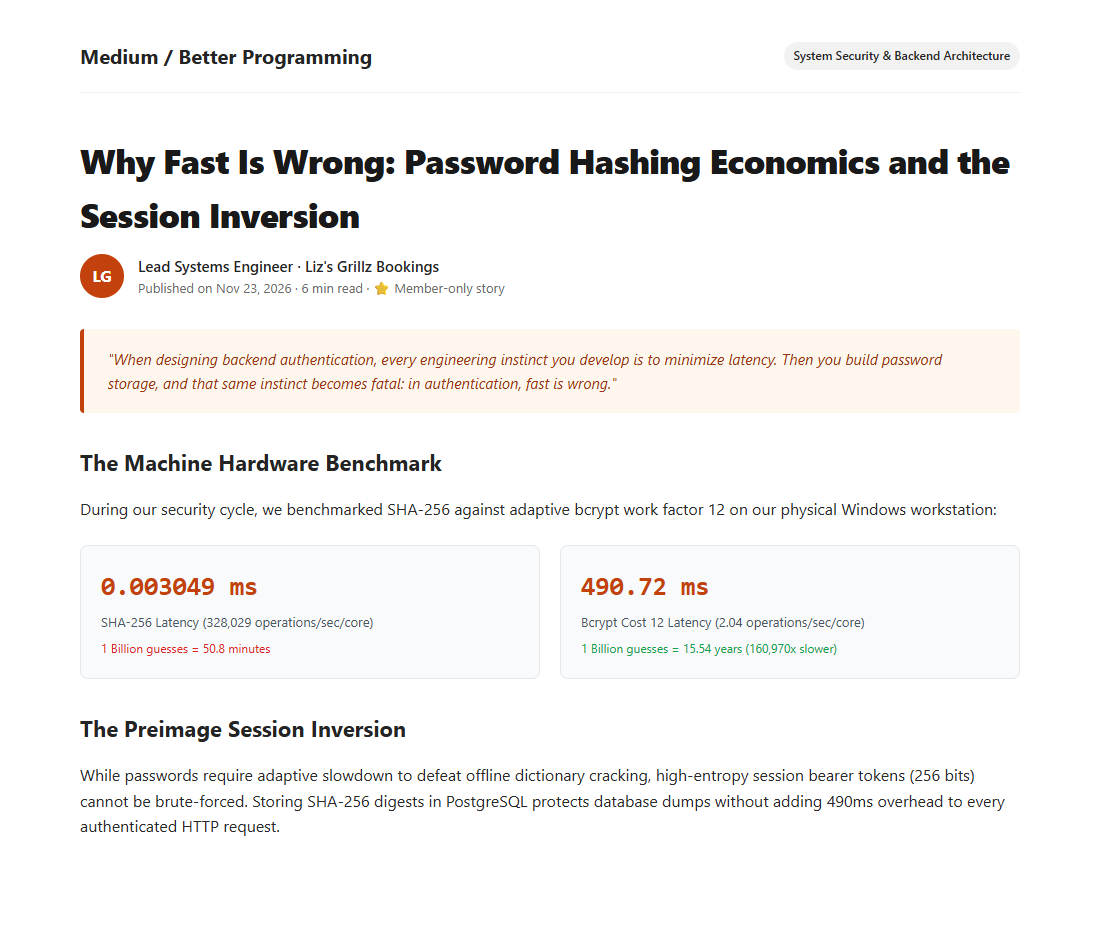 Medium / Better Programming
System Security & Backend Architecture
Why Fast Is Wrong: Password Hashing Economics and the
Session Inversion
LG
Lead Systems Engineer · Liz's Grillz Bookings
Published on Nov 23, 2026 · 6 min read · ⭐ Member-only story
"When designing backend authentication, every engineering instinct you develop is to minimize latency. Then you build password
storage, and that same instinct becomes fatal: in authentication, fast is wrong."
The Machine Hardware Benchmark
During our security cycle, we benchmarked SHA-256 against adaptive bcrypt work factor 12 on our physical Windows workstation:
0.003049 ms
SHA-256 Latency (328,029 operations/sec/core)
1 Billion guesses = 50.8 minutes
490.72 ms
Bcrypt Cost 12 Latency (2.04 operations/sec/core)
1 Billion guesses = 15.54 years (160,970x slower)
The Preimage Session Inversion
While passwords require adaptive slowdown to defeat offline dictionary cracking, high-entropy session bearer tokens (256 bits)
cannot be brute-forced. Storing SHA-256 digests in PostgreSQL protects database dumps without adding 490ms overhead to every
authenticated HTTP request.